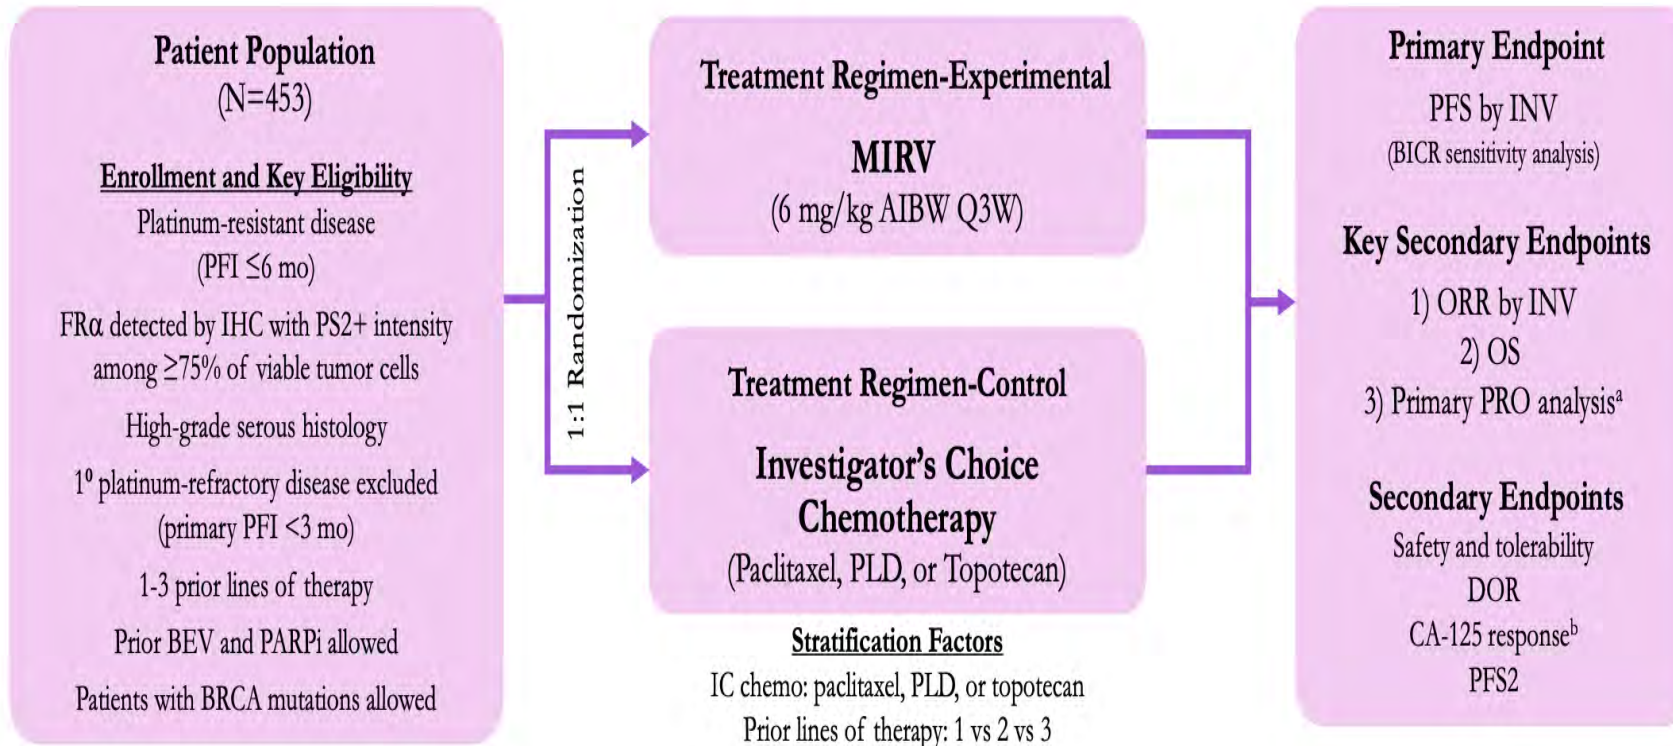 Patient Population
(N=453)
Enrollment and Key Eligibility
Platinum-resistant disease
(PFI ≤6 mo)
FRα detected by IHC with PS2+ intensity
among ≥75% of viable tumor cells
High-grade serous histology
1⁰ platinum-refractory disease excluded
(primary PFI <3 mo)
1-3 prior lines of therapy
Prior BEV and PARPi allowed
Patients with BRCA mutations allowed
1:1 Randomization
Treatment Regimen-Experimental
MIRV
(6 mg/kg AIBW Q3W)
Treatment Regimen-Control
Investigator’s Choice
Chemotherapy
(Paclitaxel, PLD, or Topotecan)
Stratification Factors
IC chemo: paclitaxel, PLD, or topotecan
Prior lines of therapy: 1 vs 2 vs 3
Primary Endpoint
PFS by INV
(BICR sensitivity analysis)
Key Secondary Endpoints
1) ORR by INV
2) OS
3) Primary PRO analysisᵃ
Secondary Endpoints
Safety and tolerability
DOR
CA-125 responseᵇ
PFS2